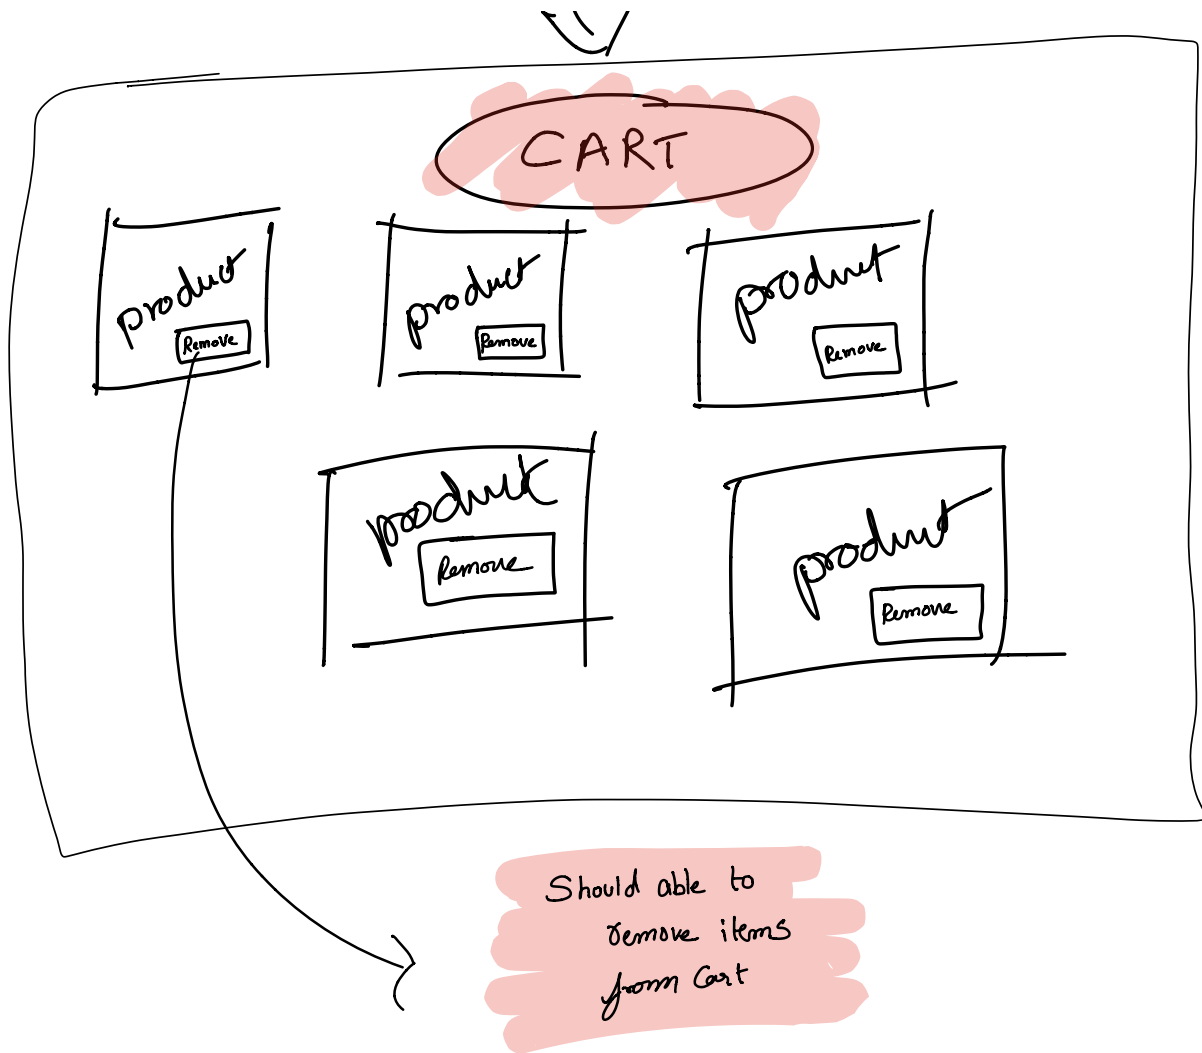 CART
product
Remove
product
Remove
product
Remove
product
Remove
product
Remove
Should able to
remove items
from Cart